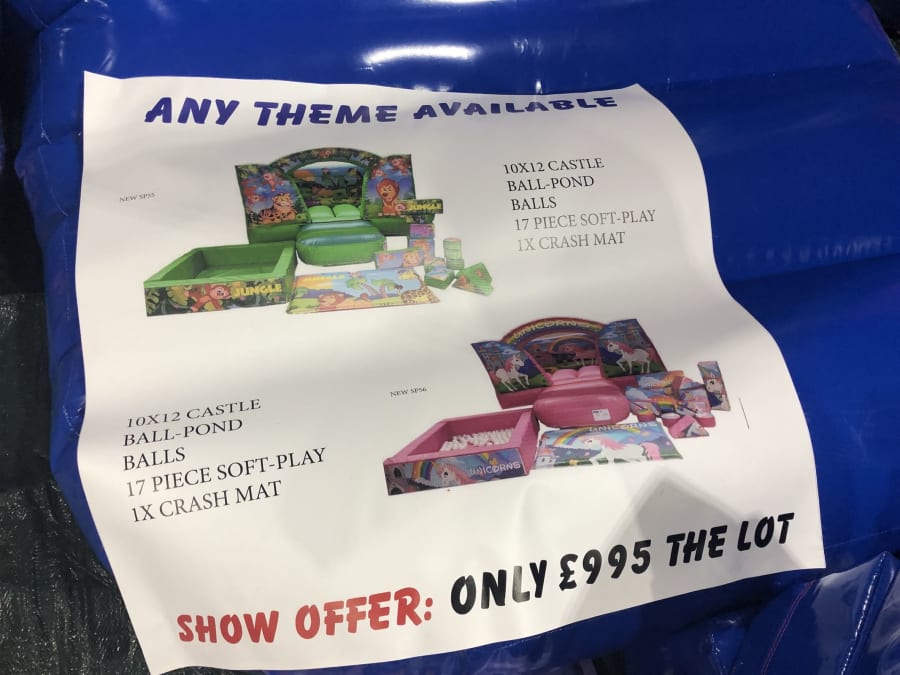 ANY THEME AVAILABLE
NEW SP55
10X12 CASTLE
BALL-POND
BALLS
17 PIECE SOFT-PLAY
1X CRASH MAT
JUNGLE
JUNGLE
UNICORNS
NEW SP56
10X12 CASTLE
BALL-POND
BALLS
17 PIECE SOFT-PLAY
1X CRASH MAT
UNICORN
UNICORNS
UNICORNS
SHOW OFFER: ONLY £995 THE LOT